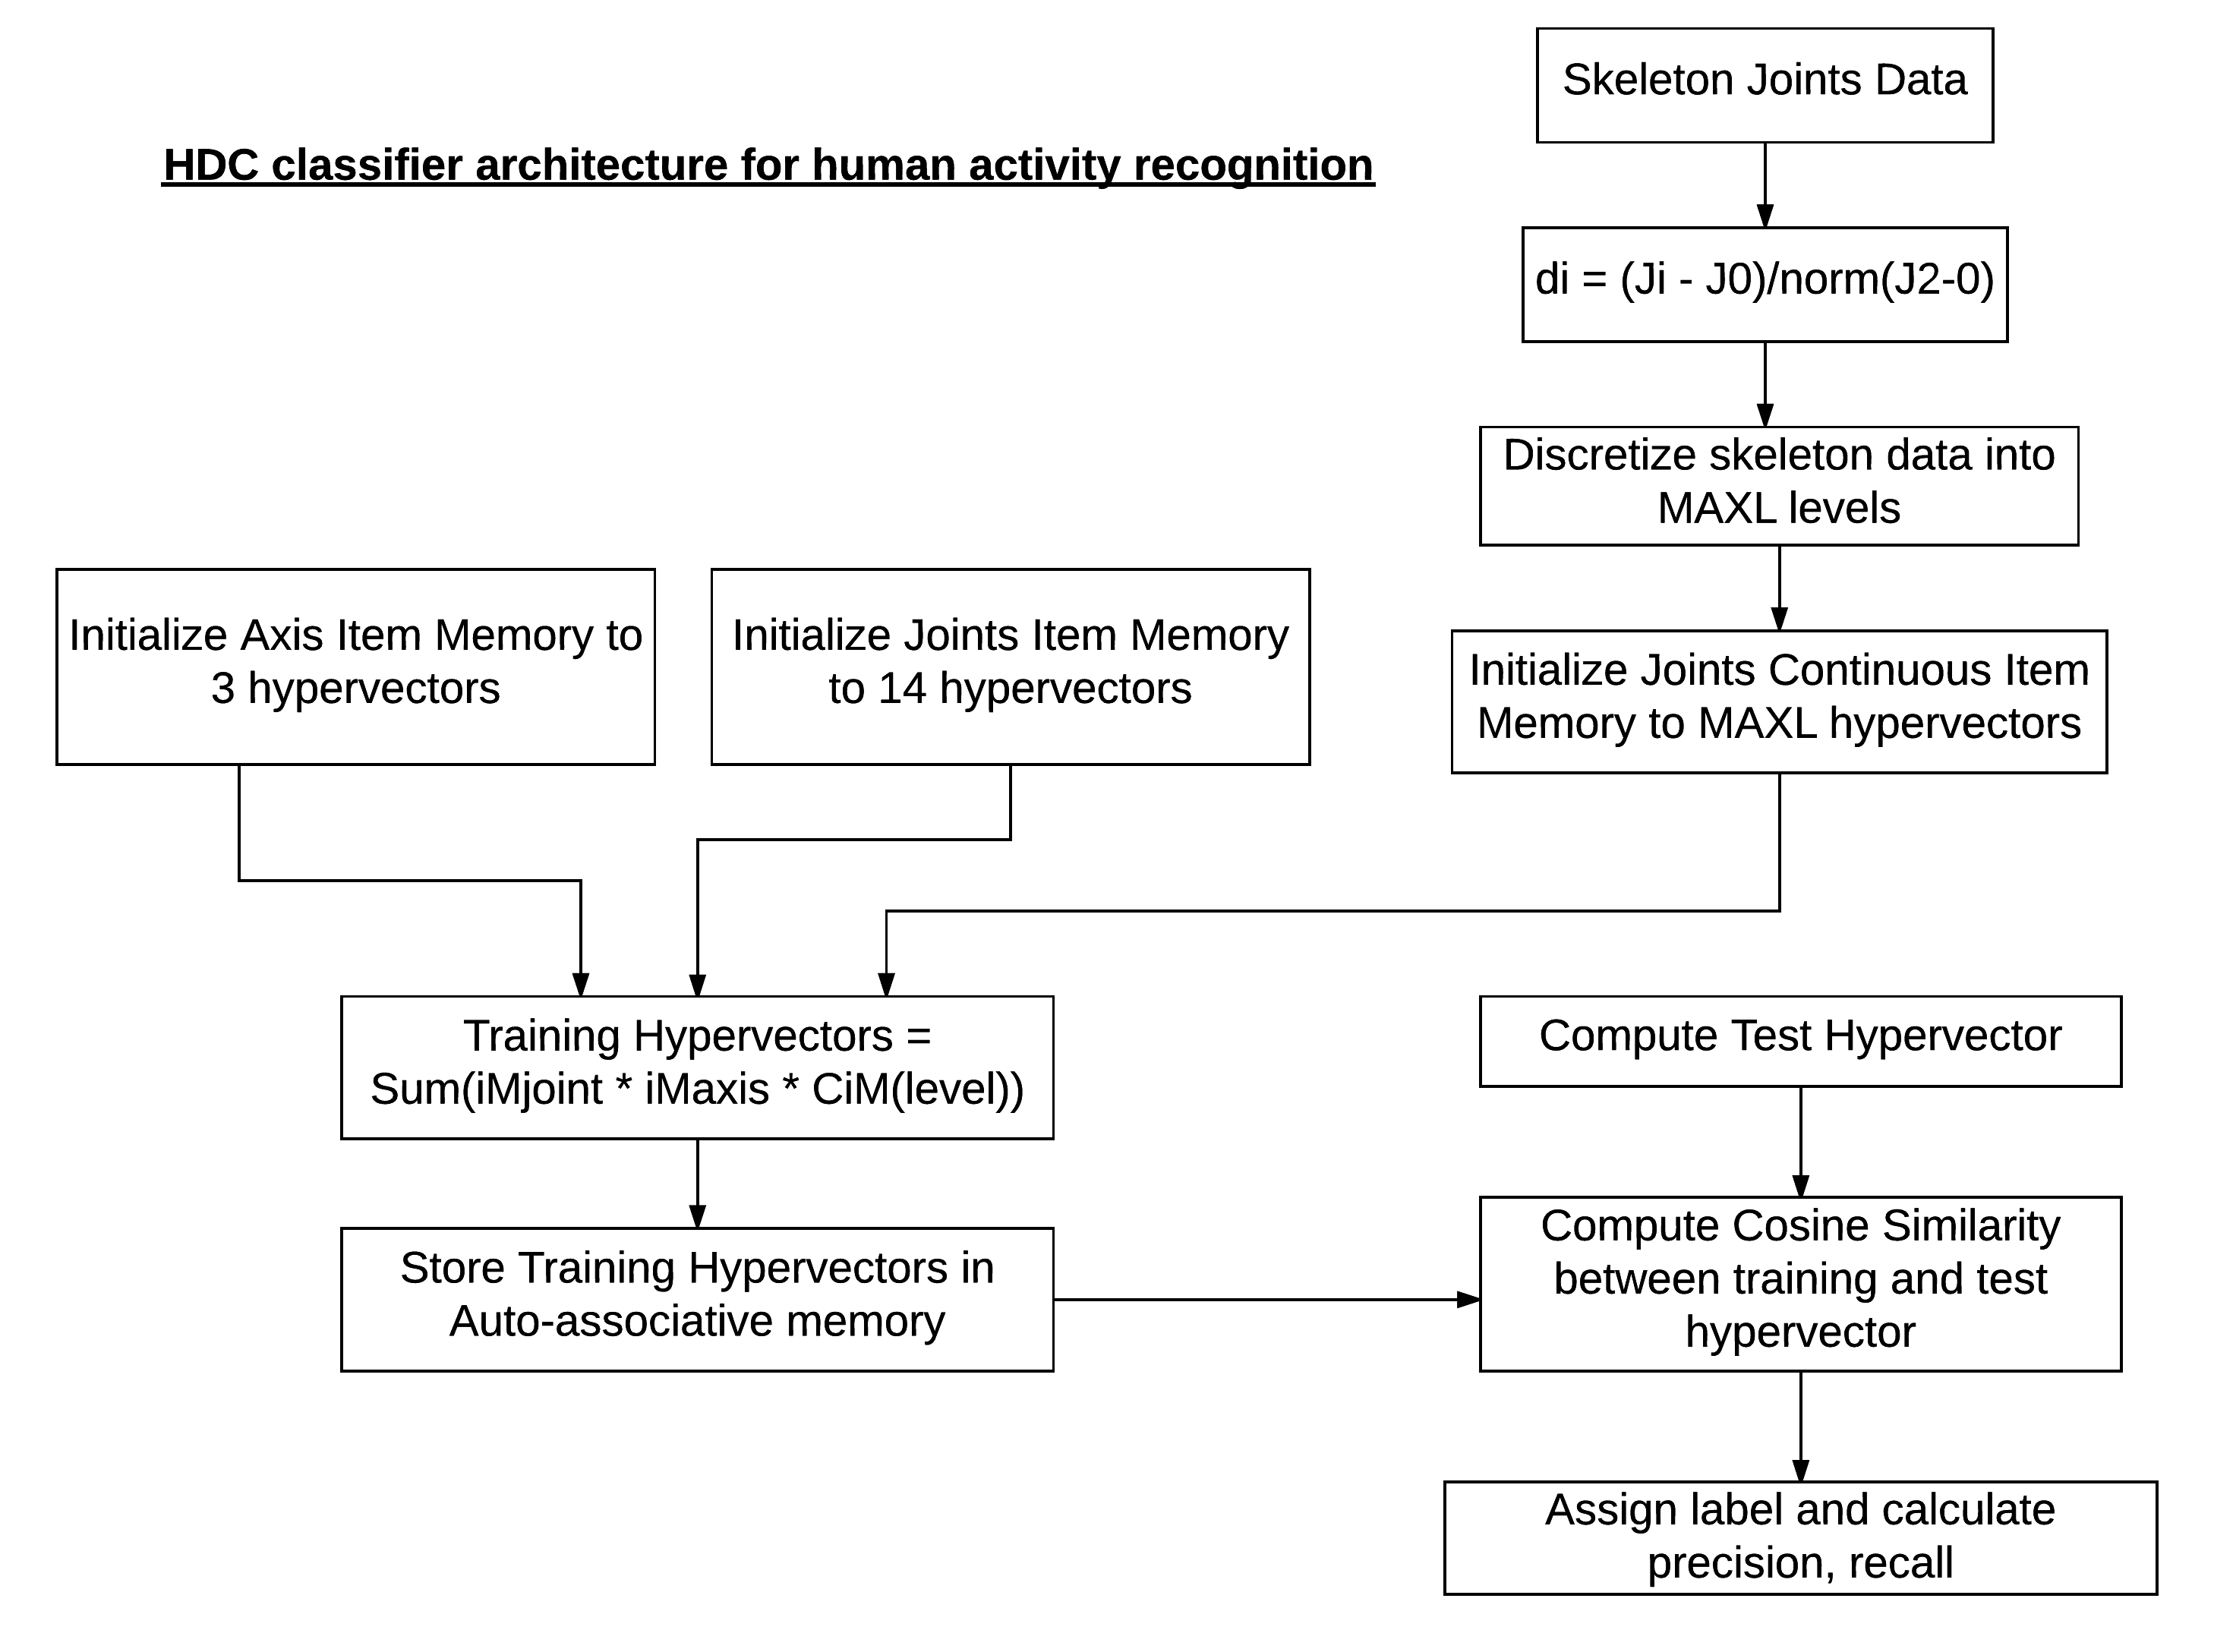 HDC classifier architecture for human activity recognition
Skeleton Joints Data
di = (Ji - J0)/norm(J2-0)
Discretize skeleton data into
MAXL levels
Initialize Axis Item Memory to
3 hypervectors
Initialize Joints Item Memory
to 14 hypervectors
Initialize Joints Continuous Item
Memory to MAXL hypervectors
Training Hypervectors =
Sum(iMjoint * iMaxis * CiM(level))
Compute Test Hypervector
Store Training Hypervectors in
Auto-associative memory
Compute Cosine Similarity
between training and test
hypervector
Assign label and calculate
precision, recall